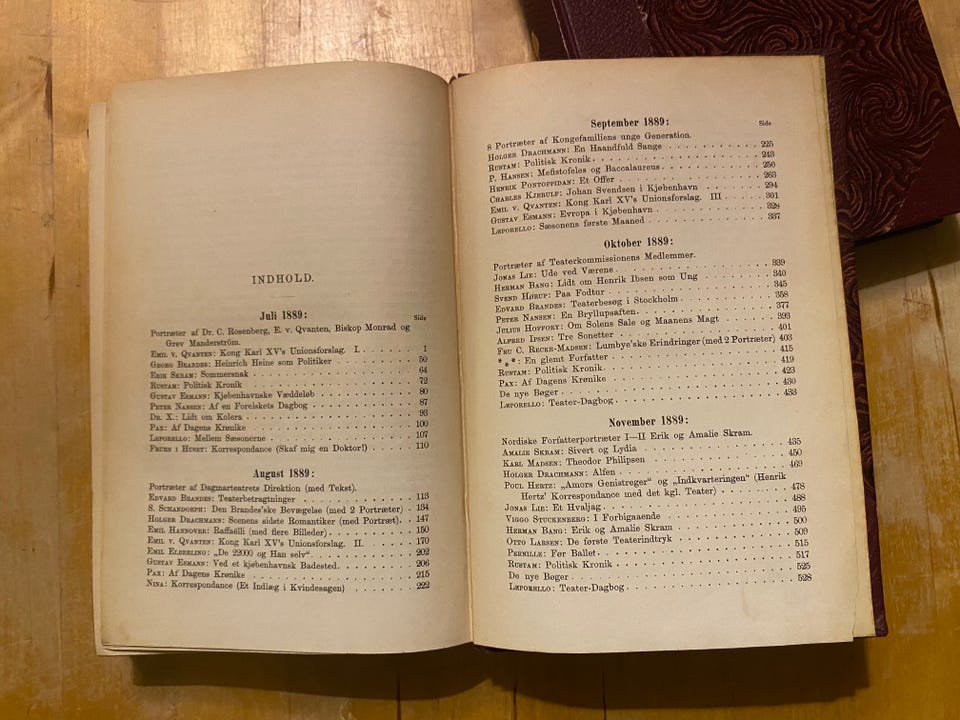 INDHOLD.
Juli 1889:
Side
Portræter af Dr. C. Rosenberg, E. v. Qvanten, Biskop Monrad og
Grev Manderström.
Emil v. Qvanten: Kong Karl XV's Unionsforslag. I. . . . . . . . . 1
Georg Brandes: Heinrich Heine som Politiker . . . . . . . . . . 50
Erik Skram: Sommersnak . . . . . . . . . . 64
Rustam: Politisk Kronik . . . . . . . . . . 72
Gustav Esmann: Kjøbenhavnske Væddeløb . . . . . . . . . . 80
Peter Nansen: Af en Forelskets Dagbog . . . . . . . . . . 87
Dr. X.: Lidt om Kolera . . . . . . . . . . 93
Pax: Af Dagens Krønike . . . . . . . . . . 100
Leporello: Mellem Sæsonerne . . . . . . . . . . 107
Fruen i Huset: Korrespondance (Skaf mig en Doktor!) . . . . . . . 110
August 1889:
Portræter af Dagmarteatrets Direktion (med Tekst).
Edvard Brandes: Teaterbetragtninger . . . . . . . . . . 113
S. Schandorph: Den Brandes'ske Bevægelse (med 2 Portræter) . 134
Holger Drachmann: Scenens sidste Romantiker (med Portræt). . 147
Emil Hannover: Raffaëlli (med flere Billeder) . . . . . . . . . 150
Emil v. Qvanten: Kong Karl XV's Unionsforslag. II. . . . . . . . 170
Emil Elberling: „De 22000 og Han selv“ . . . . . . . . . . 202
Gustav Esmann: Ved et kjøbenhavnsk Badested. . . . . . . . . . 206
Pax: Af Dagens Krønike . . . . . . . . . . 215
Nina: Korrespondance (Et Indlæg i Kvindesagen) . . . . . . . . 222
September 1889:
Side
8 Portræter af Kongefamiliens unge Generation.
Holger Drachmann: En Haandfuld Sange . . . . . . . . . . 225
Rustam: Politisk Kronik . . . . . . . . . . 243
P. Hansen: Mefistofeles og Baccalaureus . . . . . . . . . . 250
Henrik Pontoppidan: Et Offer . . . . . . . . . . 263
Charles Kjerulf: Johan Svendsen i Kjøbenhavn . . . . . . . . 294
Emil v. Qvanten: Kong Karl XV's Unionsforslag. III . . . . . . 301
Gustav Esmann: Evropa i Kjøbenhavn . . . . . . . . . . 328
Leporello: Sæsonens første Maaned . . . . . . . . . . 337
Oktober 1889:
Portræter af Teaterkommissionens Medlemmer.
Jonas Lie: Ude ved Værene . . . . . . . . . . 339
Herman Bang: Lidt om Henrik Ibsen som Ung . . . . . . . . . 340
Svend Hørup: Paa Fodtur . . . . . . . . . . 345
Edvard Brandes: Teaterbesøg i Stockholm . . . . . . . . . . 358
Peter Nansen: En Bryllupsaften. . . . . . . . . . 377
Julius Hoffory: Om Solens Sale og Maanens Magt . . . . . . . 393
Alfred Ipsen: Tre Sonetter . . . . . . . . . . 401
Fru C. Recke-Madsen: Lumbye'ske Erindringer (med 2 Portræter) 403
*⁎*: En glemt Forfatter . . . . . . . . . . 415
Rustam: Politisk Kronik. . . . . . . . . . 419
Pax: Af Dagens Krønike . . . . . . . . . . 423
De nye Bøger . . . . . . . . . . 430
Leporello: Teater-Dagbog . . . . . . . . . . 433
November 1889:
Nordiske Forfatterportræter I—II Erik og Amalie Skram.
Amalie Skram: Sivert og Lydia . . . . . . . . . . 435
Karl Madsen: Theodor Philipsen . . . . . . . . . . 450
Holger Drachmann: Alfen . . . . . . . . . . 469
Poul Hertz: „Amors Genistreger“ og „Indkvarteringen“ (Henrik
Hertz' Korrespondance med det kgl. Teater) . . . . . . . . 478
Jonas Lie: Et Hvaljag. . . . . . . . . . 488
Viggo Stuckenberg: I Forbigaaende . . . . . . . . . . 495
Herman Bang: Erik og Amalie Skram . . . . . . . . . . 500
Otto Larsen: De første Teaterindtryk . . . . . . . . . . 509
Pernille: Før Ballet . . . . . . . . . . 515
Rustam: Politisk Kronik . . . . . . . . . . 517
De nye Bøger . . . . . . . . . . 525
Leporello: Teater-Dagbog . . . . . . . . . . 528